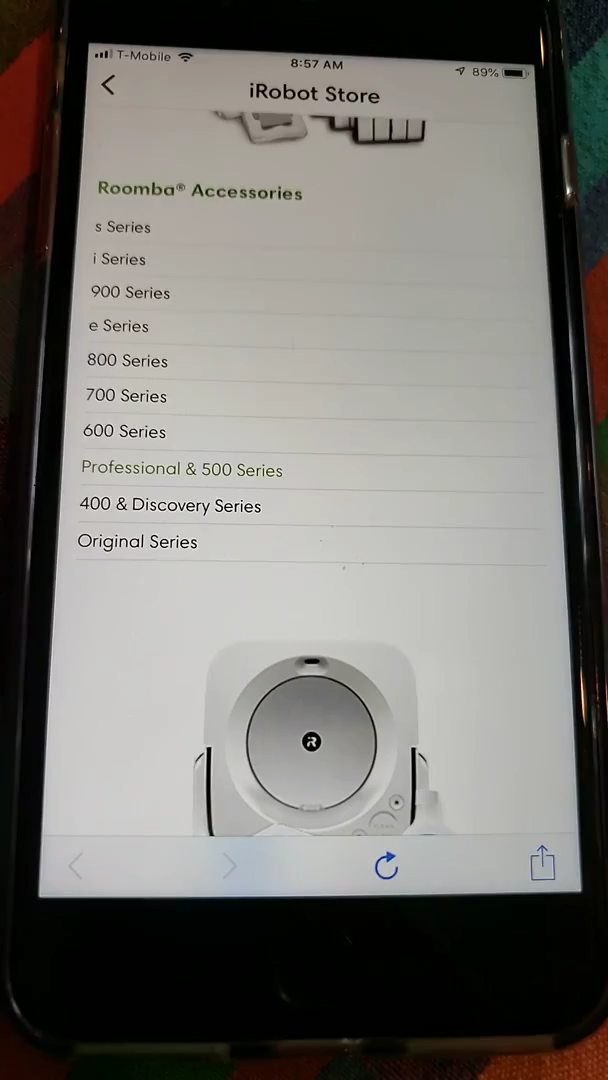 T-Mobile
8:57 AM
89%
iRobot Store
Roomba® Accessories
s Series
i Series
900 Series
e Series
800 Series
700 Series
600 Series
Professional & 500 Series
400 & Discovery Series
Original Series